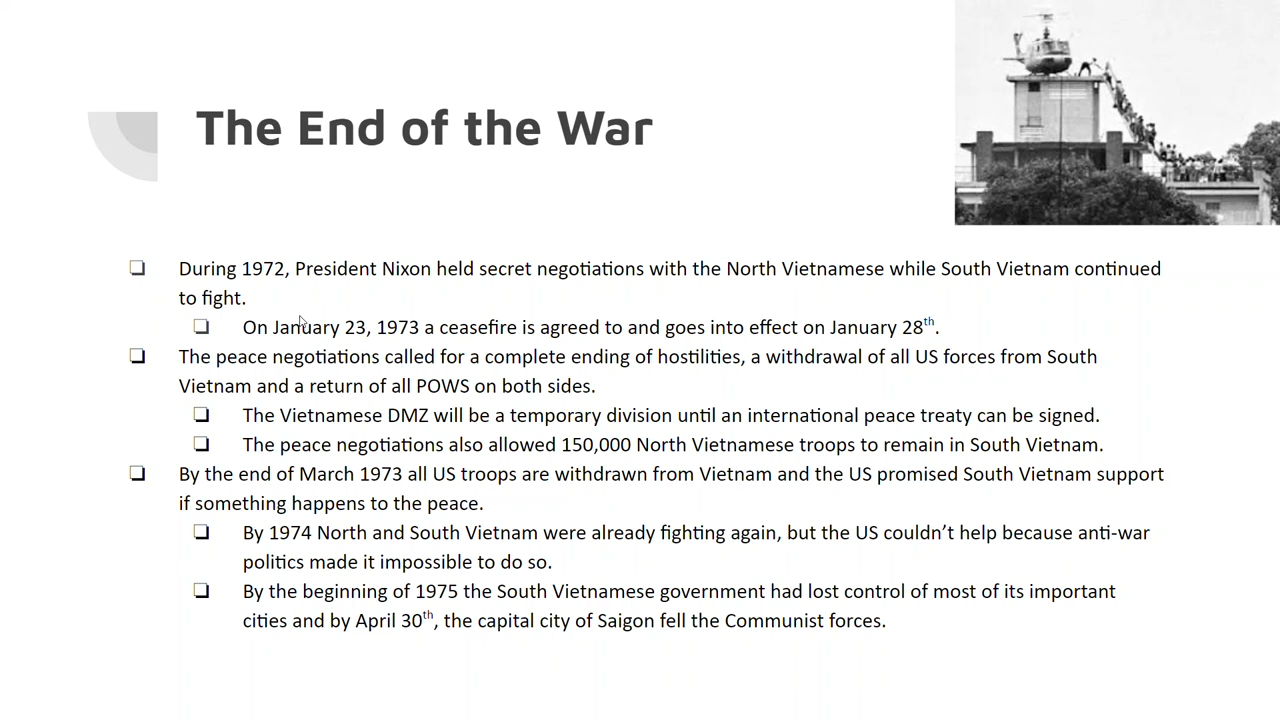 The End of the War
❏ During 1972, President Nixon held secret negotiations with the North Vietnamese while South Vietnam continued
to fight.
❏ On January 23, 1973 a ceasefire is agreed to and goes into effect on January 28th.
❏ The peace negotiations called for a complete ending of hostilities, a withdrawal of all US forces from South
Vietnam and a return of all POWS on both sides.
❏ The Vietnamese DMZ will be a temporary division until an international peace treaty can be signed.
❏ The peace negotiations also allowed 150,000 North Vietnamese troops to remain in South Vietnam.
❏ By the end of March 1973 all US troops are withdrawn from Vietnam and the US promised South Vietnam support
if something happens to the peace.
❏ By 1974 North and South Vietnam were already fighting again, but the US couldn’t help because anti-war
politics made it impossible to do so.
❏ By the beginning of 1975 the South Vietnamese government had lost control of most of its important
cities and by April 30th, the capital city of Saigon fell the Communist forces.